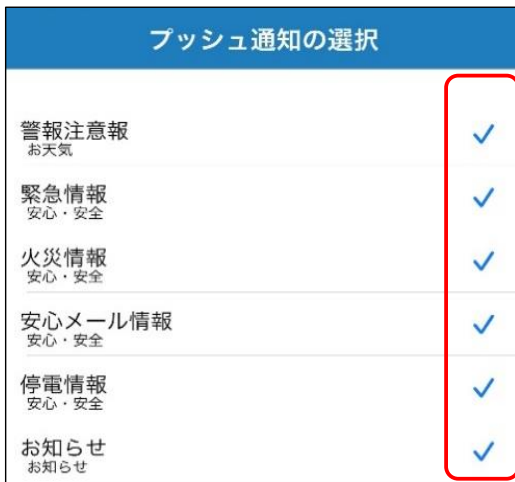 プッシュ通知の選択
警報注意報
お天気
緊急情報
安心・安全
火災情報
安心・安全
安心メール情報
安心・安全
停電情報
安心・安全
お知らせ
お知らせ